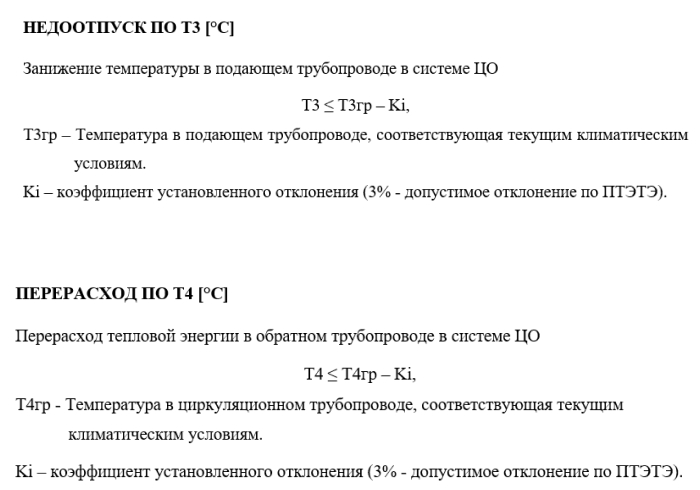 НЕДООТПУСК ПО Т3 [°C]
Занижение температуры в подающем трубопроводе в системе ЦО
Т3 ≤ Т3гр – Ki,
Т3гр – Температура в подающем трубопроводе, соответствующая текущим климатическим
условиям.
Ki – коэффициент установленного отклонения (3% - допустимое отклонение по ПТЭТЭ).
ПЕРЕРАСХОД ПО Т4 [°C]
Перерасход тепловой энергии в обратном трубопроводе в системе ЦО
Т4 ≤ Т4гр – Ki,
Т4гр - Температура в циркуляционном трубопроводе, соответствующая текущим
климатическим условиям.
Ki – коэффициент установленного отклонения (3% - допустимое отклонение по ПТЭТЭ).